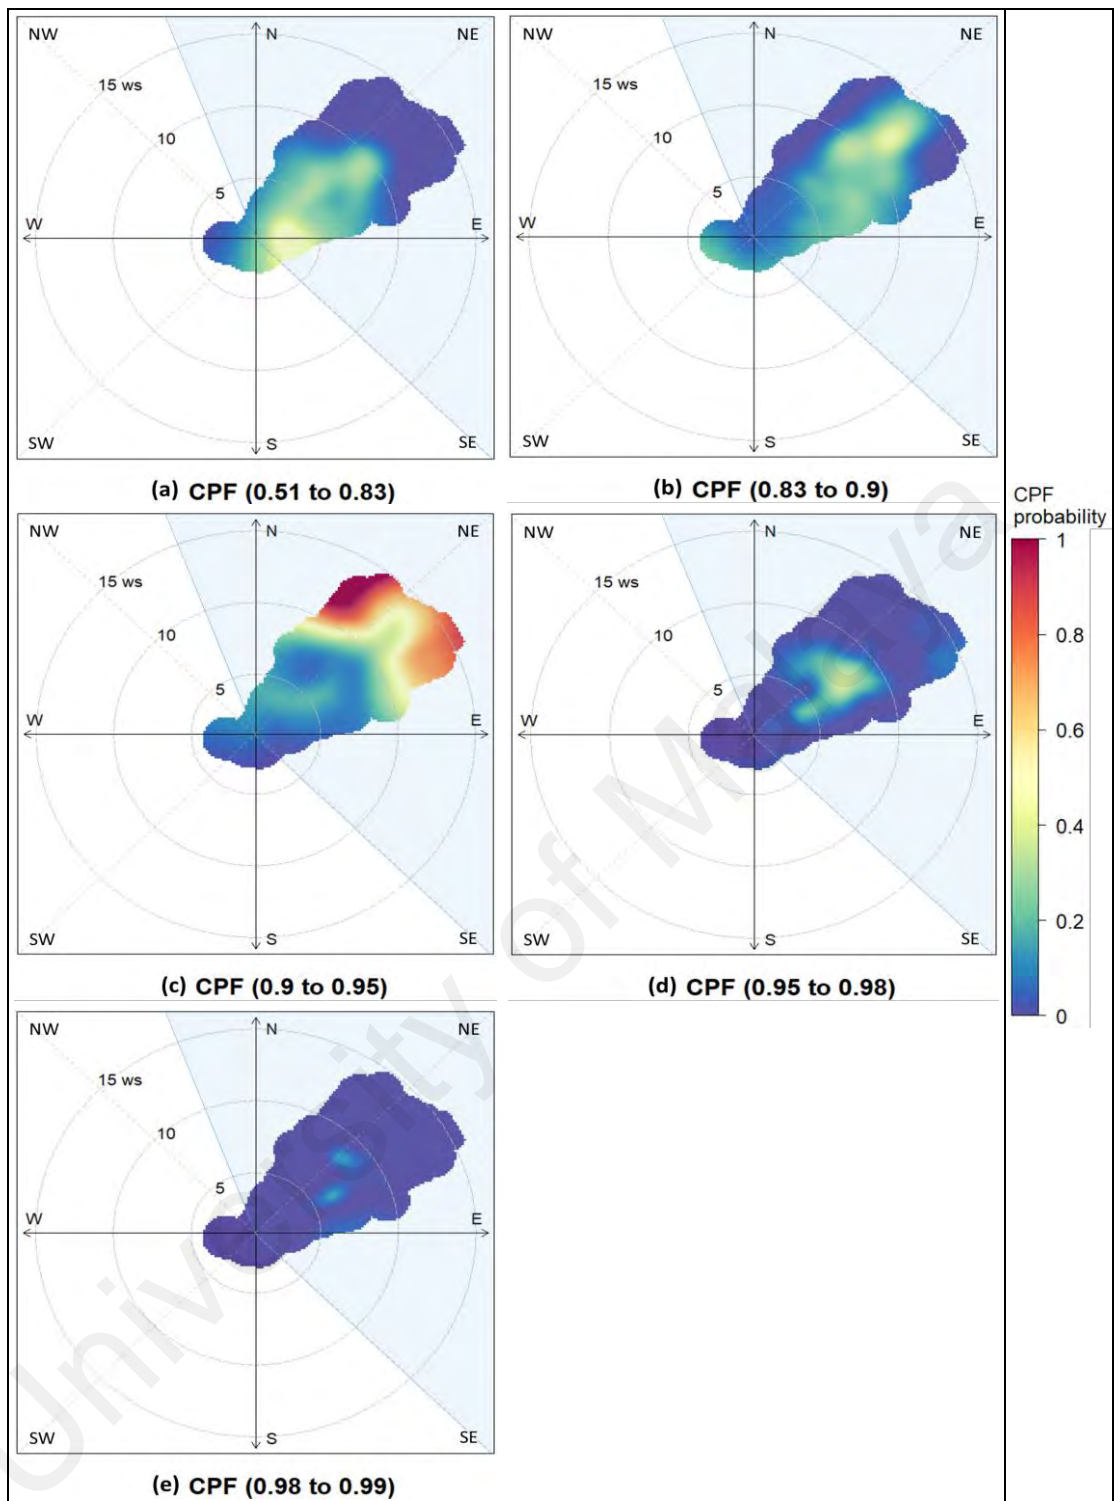 NW
N
NE
15 ws
10
5
W
E
SW
S
SE
(a) CPF (0.51 to 0.83)
NW
N
NE
15 ws
10
5
W
E
SW
S
SE
(b) CPF (0.83 to 0.9)
NW
N
NE
15 ws
10
5
W
E
SW
S
SE
(c) CPF (0.9 to 0.95)
NW
N
NE
15 ws
10
5
W
E
SW
S
SE
(d) CPF (0.95 to 0.98)
NW
N
NE
15 ws
10
5
W
E
SW
S
SE
(e) CPF (0.98 to 0.99)
CPF
probability
1
0.8
0.6
0.4
0.2
0
University of Malaya